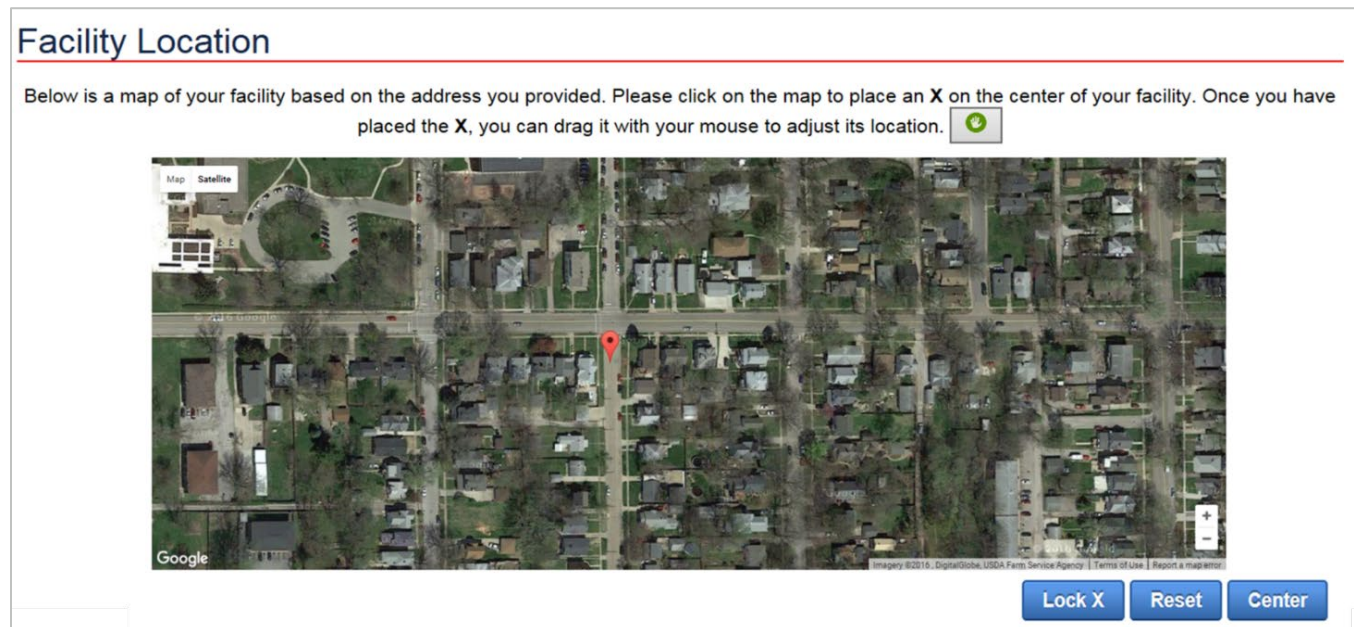 Facility Location
Below is a map of your facility based on the address you provided. Please click on the map to place an X on the center of your facility. Once you have
placed the X, you can drag it with your mouse to adjust its location.
Map Satellite
© 2016 Google
Google
+
−
Imagery ©2016 , DigitalGlobe, USDA Farm Service Agency Terms of Use Report a map error
Lock X Reset Center